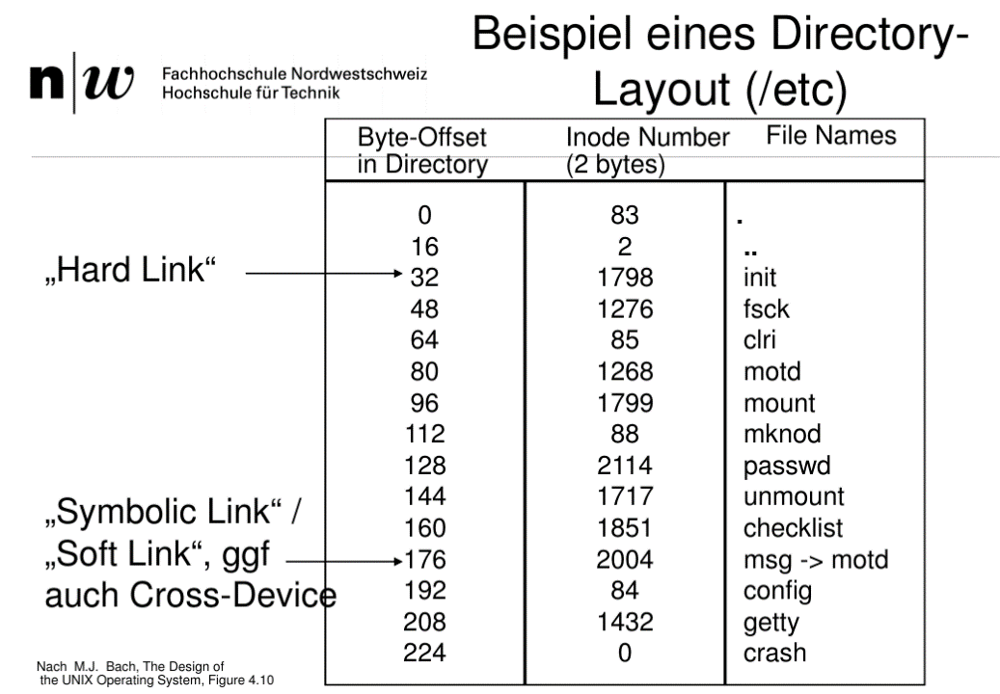 Beispiel eines Directory-
Layout (/etc)
n|w Fachhochschule Nordwestschweiz
Hochschule für Technik
Byte-Offset
in Directory
Inode Number
(2 bytes)
File Names
0 83 .
16 2 ..
„Hard Link“
32 1798 init
48 1276 fsck
64 85 clri
80 1268 motd
96 1799 mount
112 88 mknod
128 2114 passwd
144 1717 unmount
160 1851 checklist
„Symbolic Link“ /
„Soft Link“, ggf
auch Cross-Device
176 2004 msg -> motd
192 84 config
208 1432 getty
224 0 crash
Nach M.J. Bach, The Design of
the UNIX Operating System, Figure 4.10